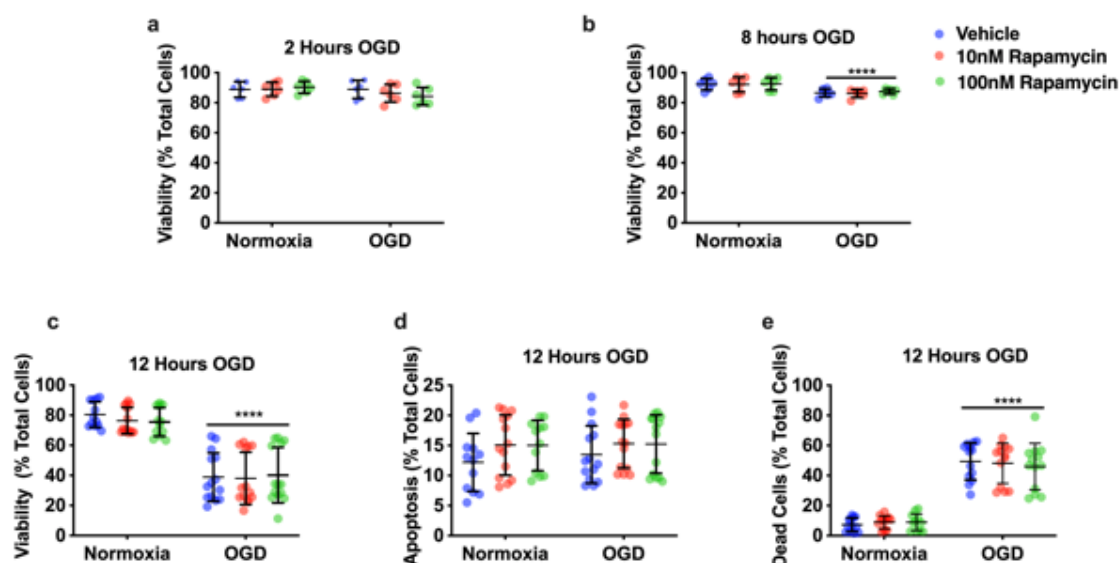 a
2 Hours OGD
Viability (% Total Cells)
100
80
60
40
20
0
Normoxia
OGD
b
8 hours OGD
Viability (% Total Cells)
100
80
60
40
20
0
****
Normoxia
OGD
Vehicle
10nM Rapamycin
100nM Rapamycin
c
12 Hours OGD
Viability (% Total Cells)
100
80
60
40
20
0
****
Normoxia
OGD
d
12 Hours OGD
Apoptosis (% Total Cells)
25
20
15
10
5
0
Normoxia
OGD
e
12 Hours OGD
Dead Cells (% Total Cells)
100
80
60
40
20
0
****
Normoxia
OGD